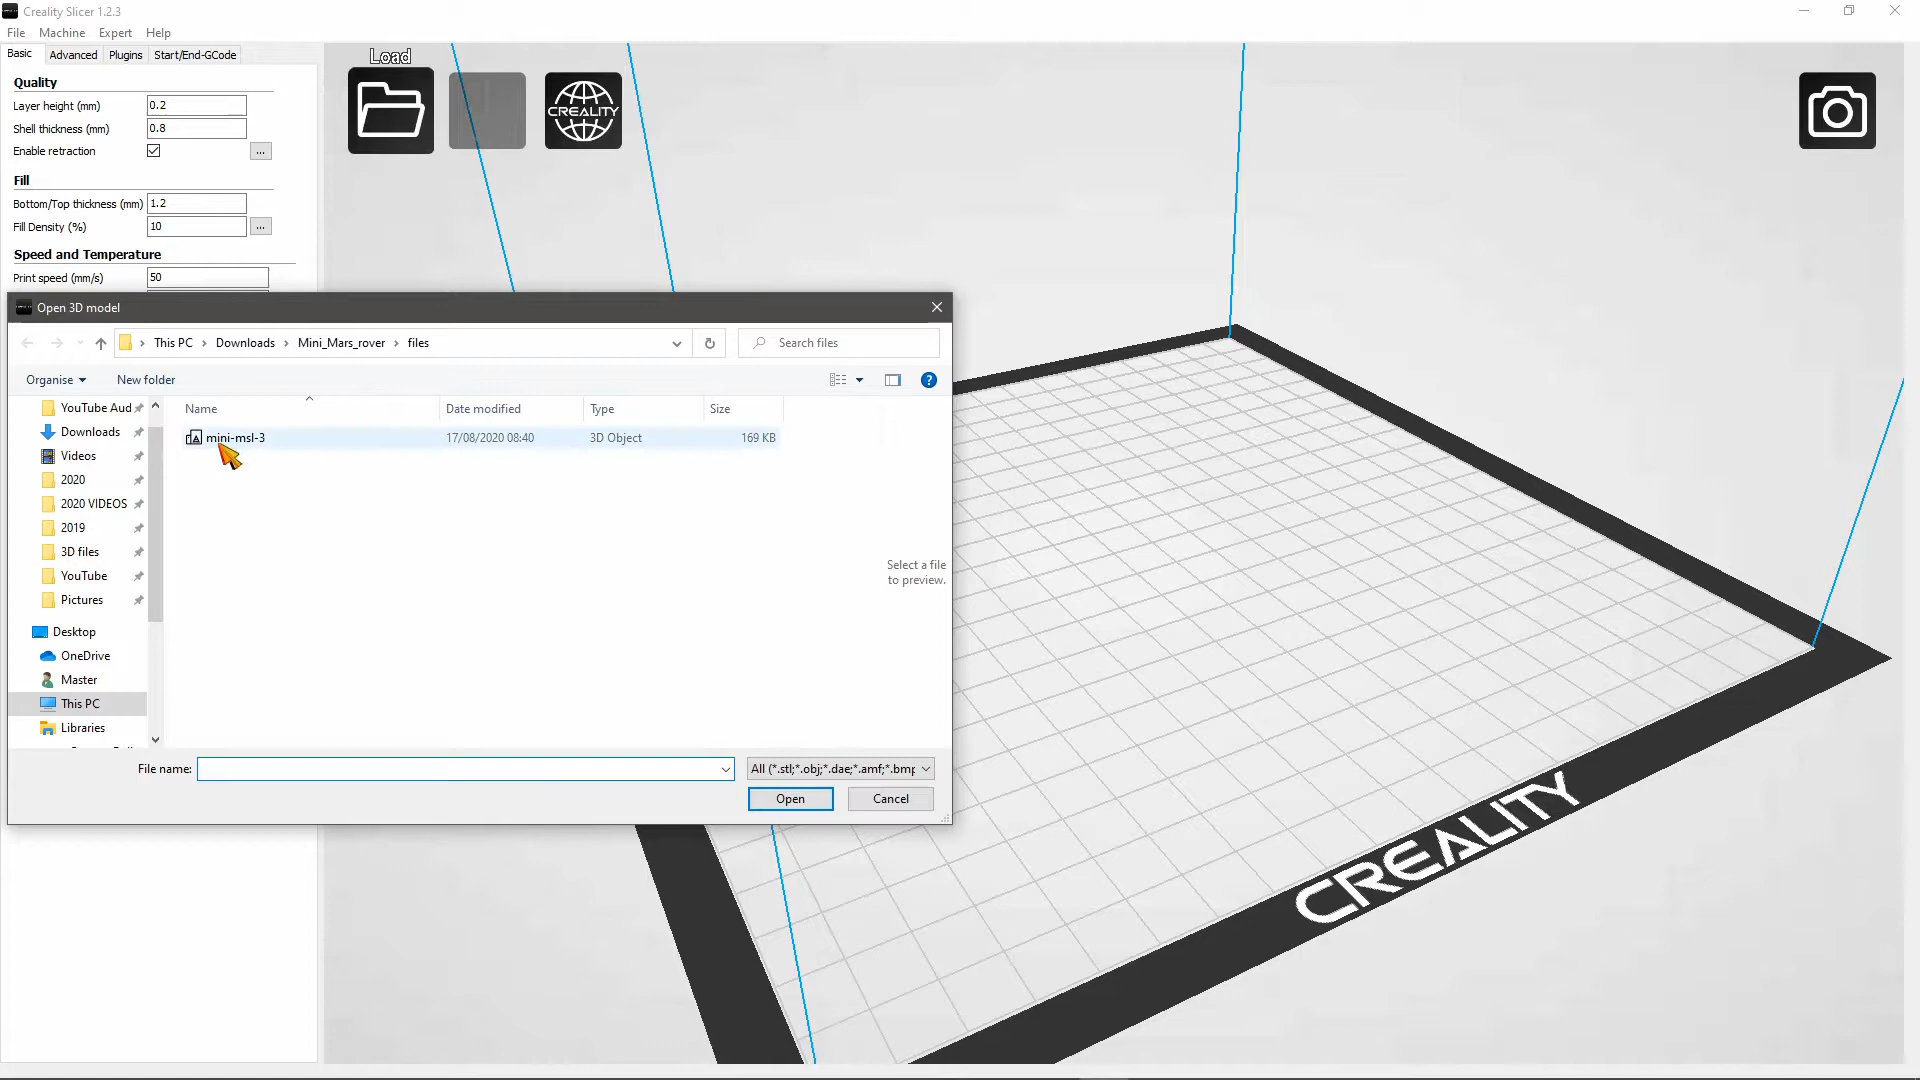 Creality Slicer 1.2.3
File Machine Expert Help
Basic Advanced Plugins Start/End-GCode
Load
CREALITY
Quality
Layer height (mm) 0.2
Shell thickness (mm) 0.8
Enable retraction ...
Fill
Bottom/Top thickness (mm) 1.2
Fill Density (%) 10 ...
Speed and Temperature
Print speed (mm/s) 50
Open 3D model
This PC Downloads Mini_Mars_rover files
Search files
Organise New folder
Name Date modified Type Size
mini-msl-3 17/08/2020 08:40 3D Object 169 KB
YouTube Aud
Downloads
Videos
2020
2020 VIDEOS
2019
3D files
YouTube
Pictures
Desktop
OneDrive
Master
This PC
Libraries
Select a file
to preview.
File name: All (*.stl;*.obj;*.dae;*.amf;*.bmp
Open Cancel
CREALITY